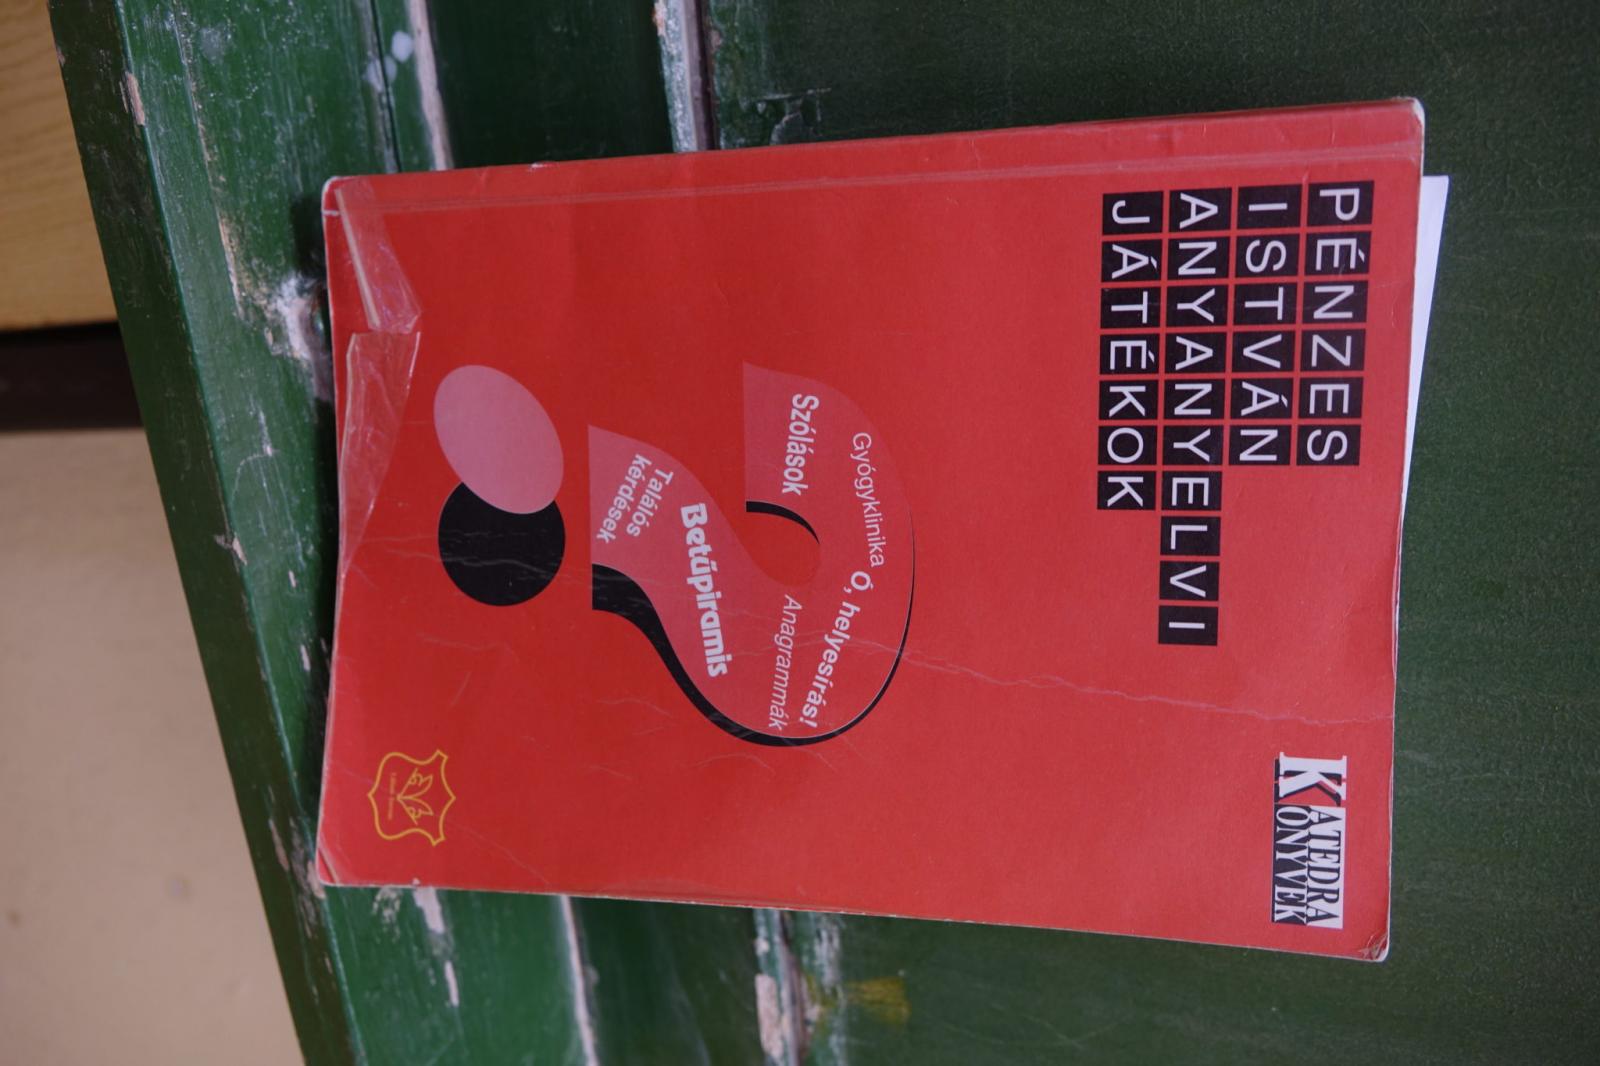 PÉNZES
ISTVÁN
ANYANYELVI
JÁTÉKOK
KATEDRA
KÖNYVEK
Gyógyklinika
Ó, helyesírás!
Szólások
Anagrammák
Betűpiramis
Találós
kérdések